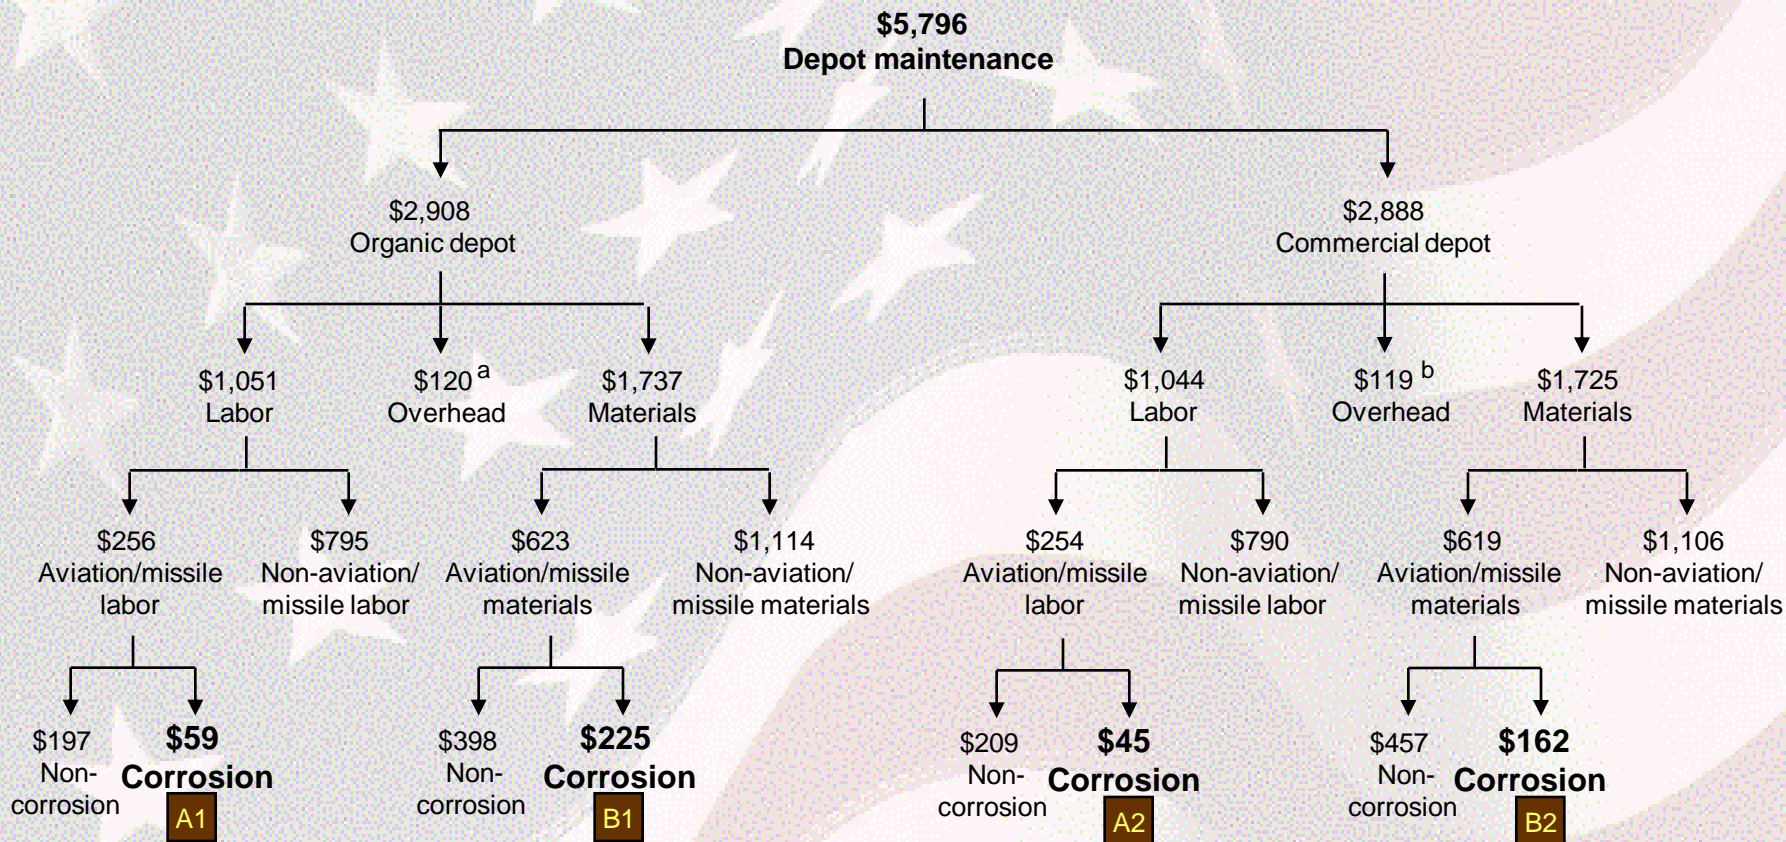 $5,796
Depot maintenance
$2,908
Organic depot
$2,888
Commercial depot
$1,051
Labor
$120 a
Overhead
$1,737
Materials
$1,044
Labor
$119 b
Overhead
$1,725
Materials
$256
Aviation/missile
labor
$795
Non-aviation/
missile labor
$623
Aviation/missile
materials
$1,114
Non-aviation/
missile materials
$254
Aviation/missile
labor
$790
Non-aviation/
missile labor
$619
Aviation/missile
materials
$1,106
Non-aviation/
missile materials
$197
Non-
corrosion
$59
Corrosion
A1
$398
Non-
corrosion
$225
Corrosion
B1
$209
Non-
corrosion
$45
Corrosion
A2
$457
Non-
corrosion
$162
Corrosion
B2